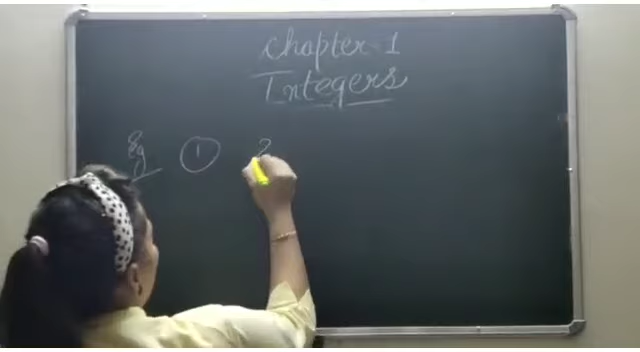 Chapter - 1
Integers
Eg ① 2